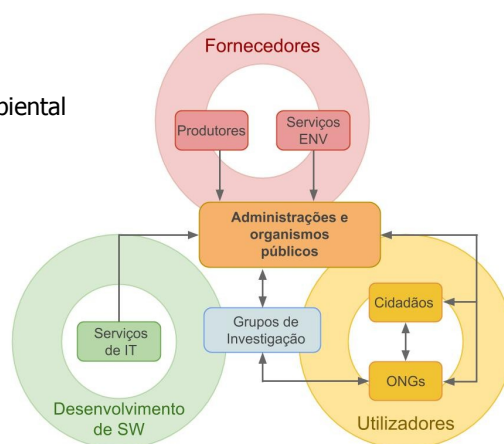 Fornecedores
piental
Produtores
Serviços
ENV
Administrações e
organismos
públicos
Cidadãos
Grupos de
Investigação
Serviços
de IT
ONGs
Desenvolvimento
de SW
Utilizadores